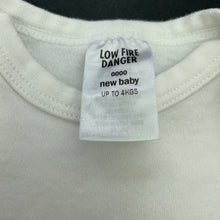 LOW FIRE
DANGER
0000
new baby
UP TO 4KGS